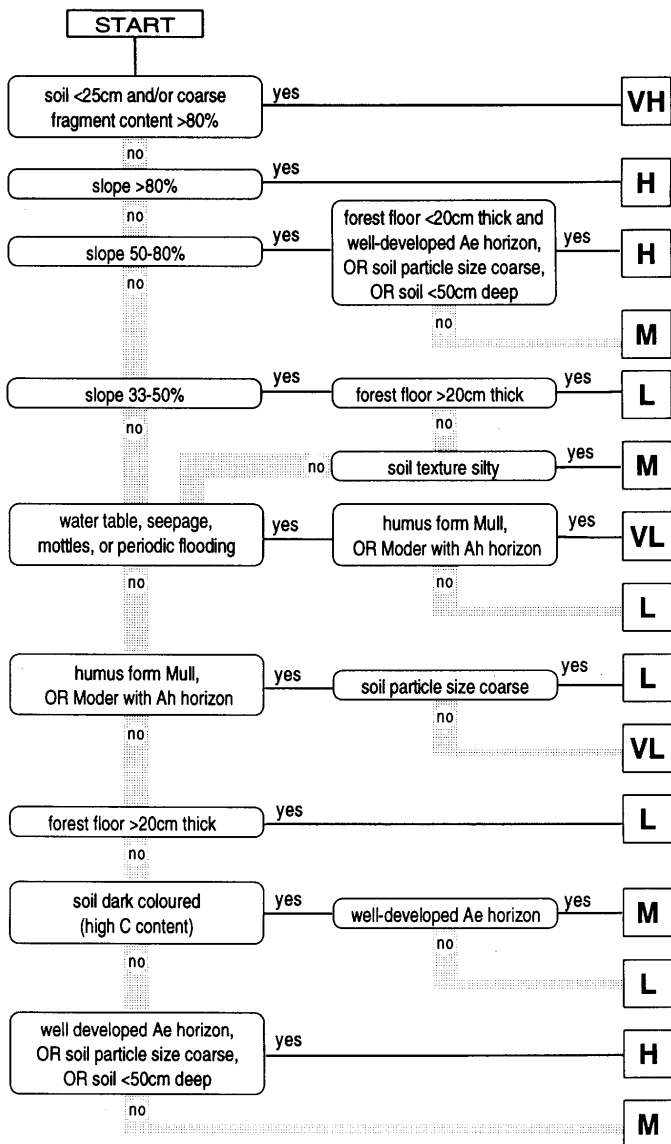 START
soil <25cm and/or coarse
fragment content >80%
yes
VH
no
slope >80%
yes
H
no
slope 50-80%
yes
forest floor <20cm thick and
well-developed Ae horizon,
OR soil particle size coarse,
OR soil <50cm deep
yes
H
no
no
M
slope 33-50%
yes
forest floor >20cm thick
yes
L
no
no
soil texture silty
yes
M
no
water table, seepage,
mottles, or periodic flooding
yes
humus form Mull,
OR Moder with Ah horizon
yes
VL
no
no
L
humus form Mull,
OR Moder with Ah horizon
yes
soil particle size coarse
yes
L
no
no
VL
forest floor >20cm thick
yes
L
no
soil dark coloured
(high C content)
yes
well-developed Ae horizon
yes
M
no
no
L
well developed Ae horizon,
OR soil particle size coarse,
OR soil <50cm deep
yes
H
no
M